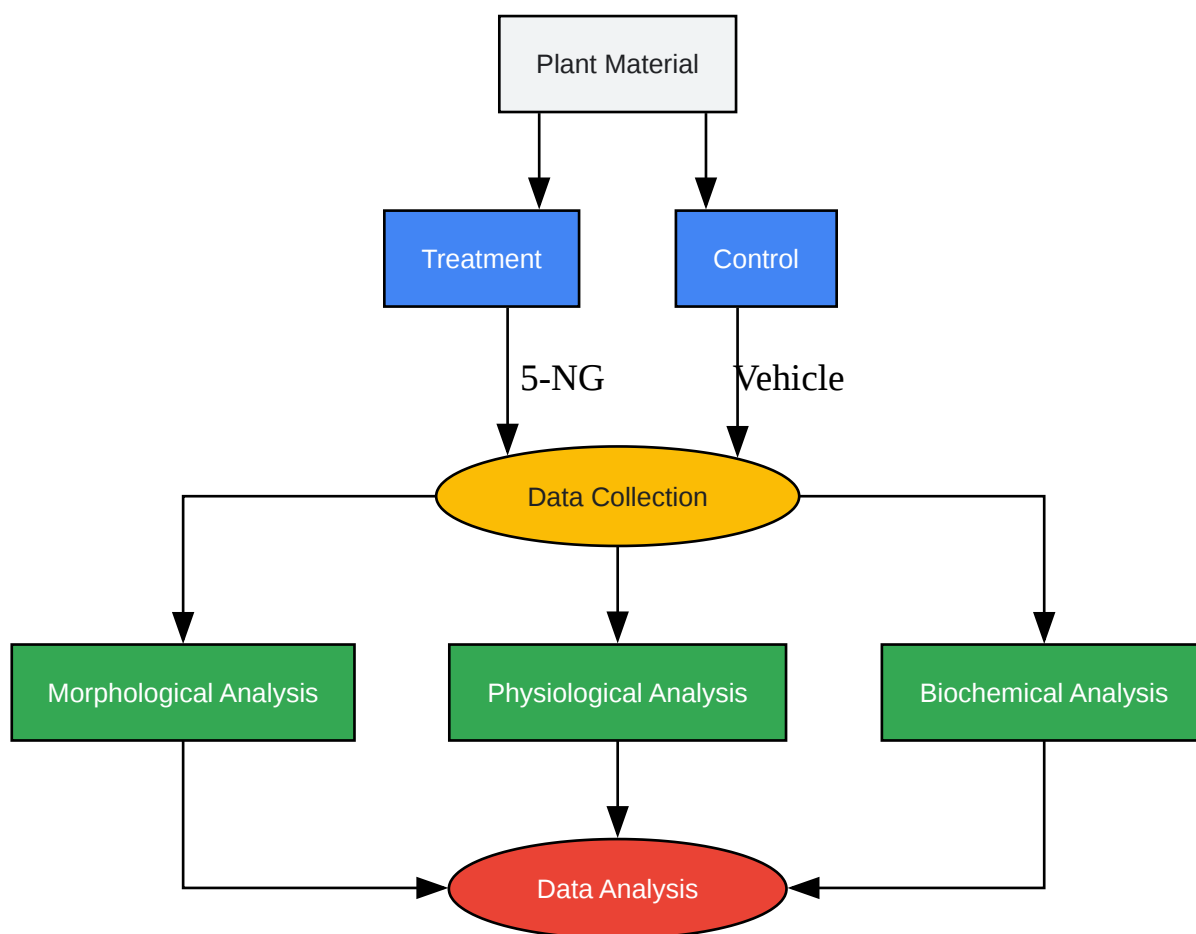 Plant Material
Treatment
Control
5-NG
Vehicle
Data Collection
Morphological Analysis
Physiological Analysis
Biochemical Analysis
Data Analysis